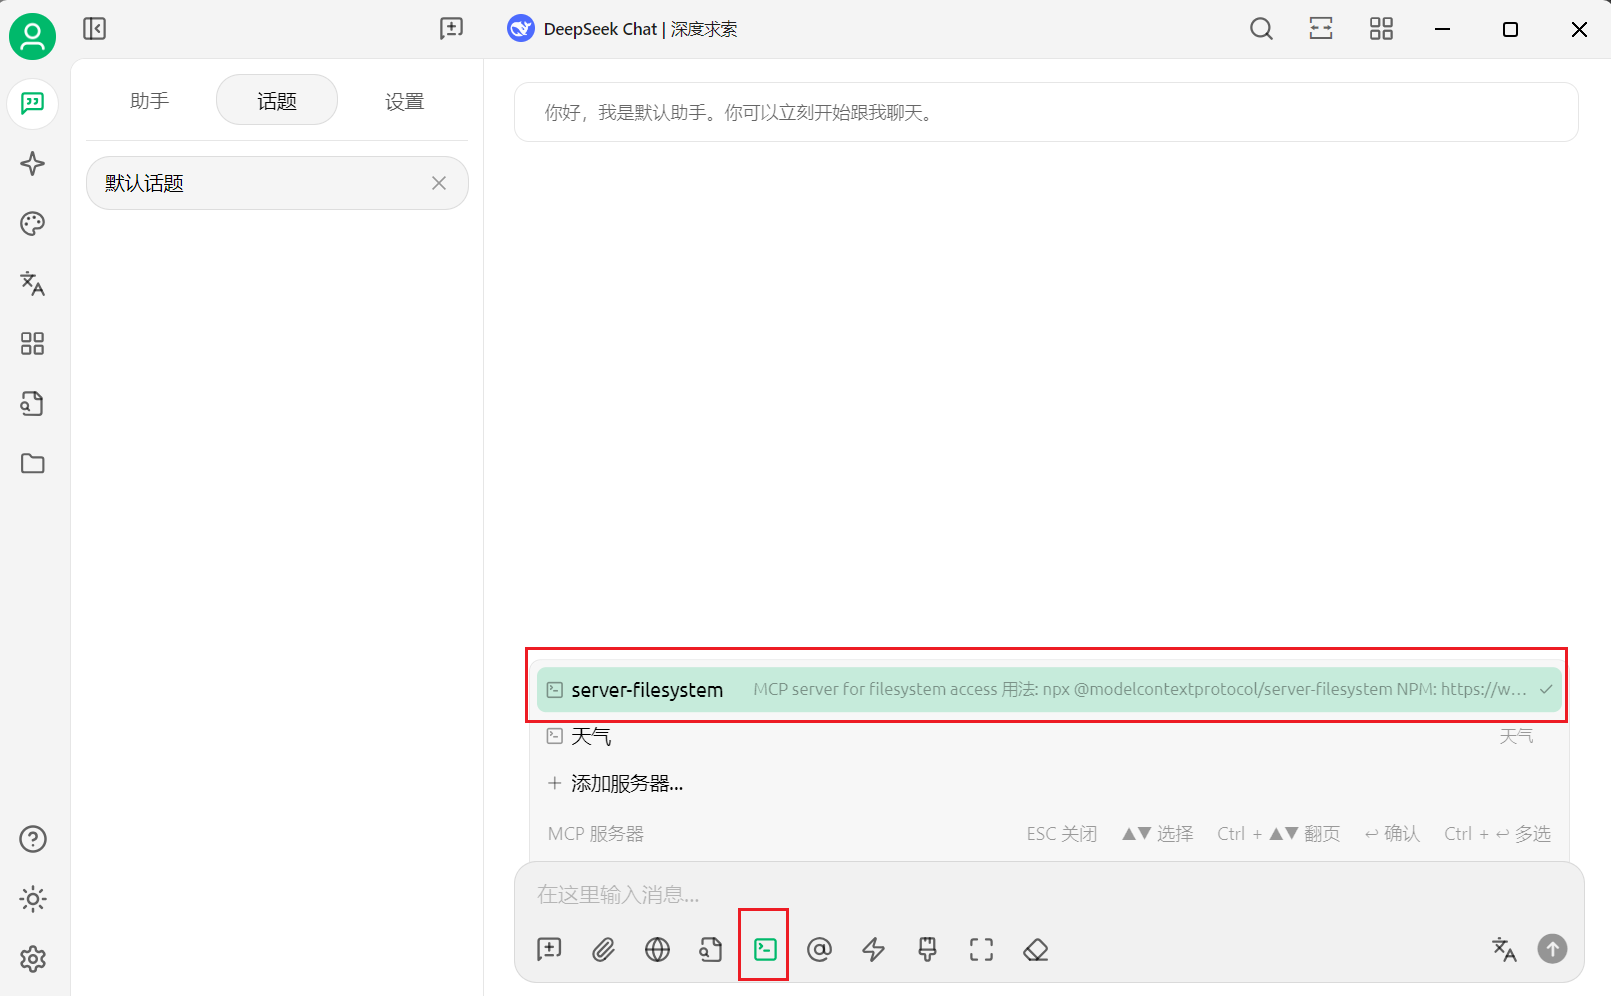 DeepSeek Chat | 深度求索
助手
话题
设置
默认话题
你好，我是默认助手。你可以立刻开始跟我聊天。
server-filesystem MCP server for filesystem access 用法: npx @modelcontextprotocol/server-filesystem NPM: https://w...
天气 天气
添加服务器...
MCP 服务器 ESC 关闭 ▲▼ 选择 Ctrl + ▲▼ 翻页 ↩ 确认 Ctrl + ↩ 多选
在这里输入消息...